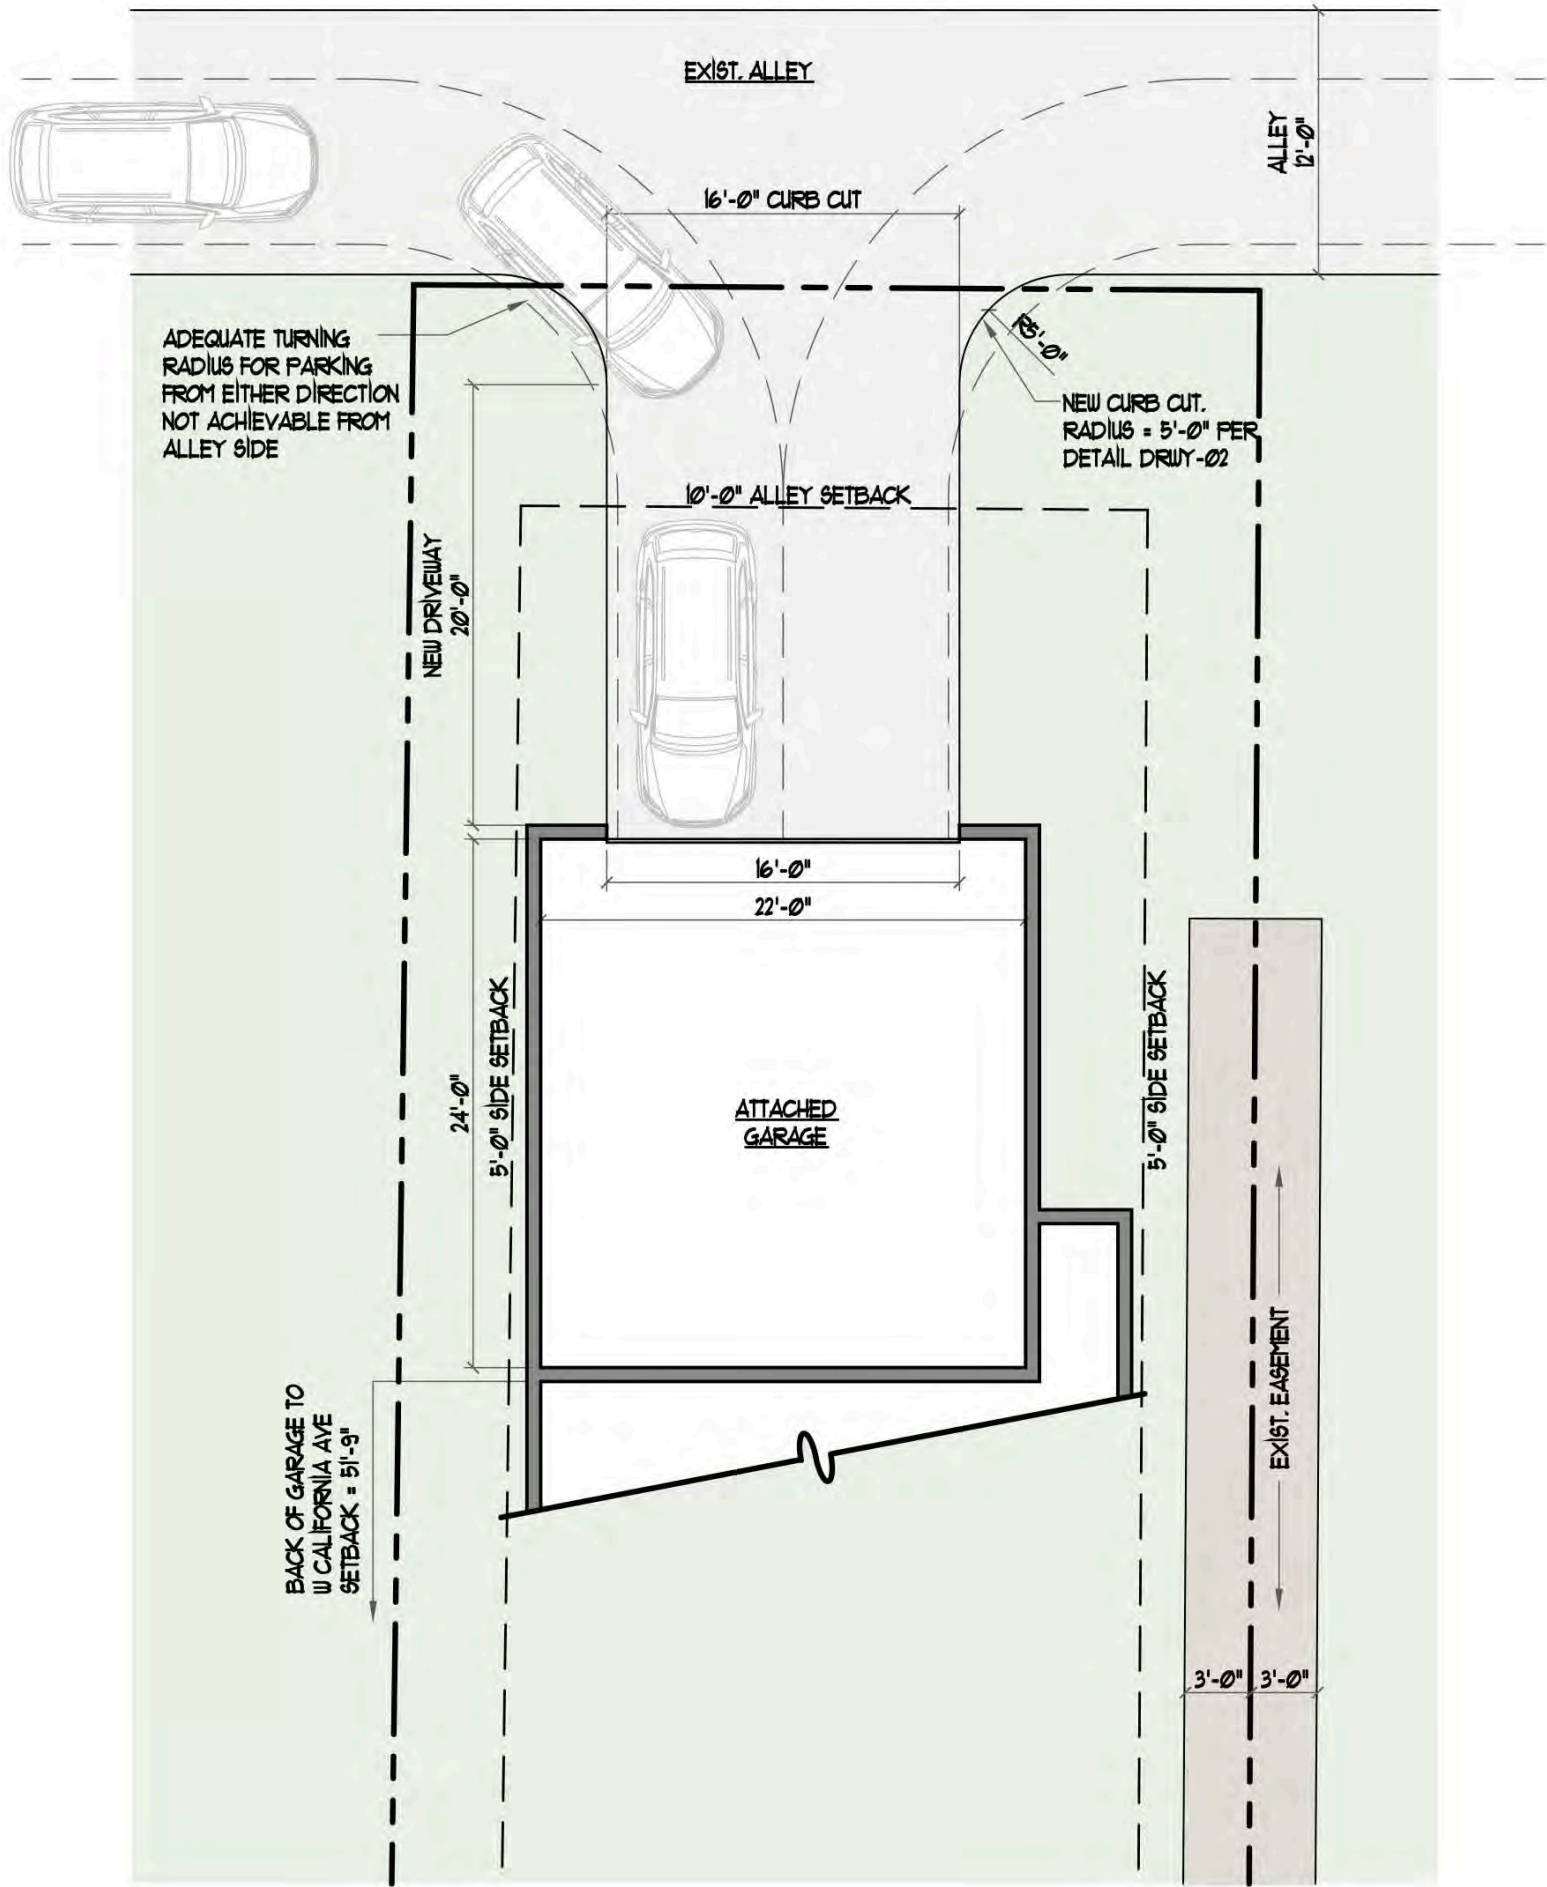 EXIST. ALLEY
ALLEY
12'-0"
16'-0" CURB CUT
ADEQUATE TURNING
RADIUS FOR PARKING
FROM EITHER DIRECTION
NOT ACHIEVABLE FROM
ALLEY SIDE
R5'-0"
NEW CURB CUT.
RADIUS = 5'-0" PER
DETAIL DRWY-02
10'-0" ALLEY SETBACK
NEW DRIVEWAY
20'-0"
16'-0"
22'-0"
24'-0"
5'-0" SIDE SETBACK
ATTACHED
GARAGE
5'-0" SIDE SETBACK
BACK OF GARAGE TO
W CALIFORNIA AVE
SETBACK = 51'-9"
EXIST. EASEMENT
3'-0" 3'-0"